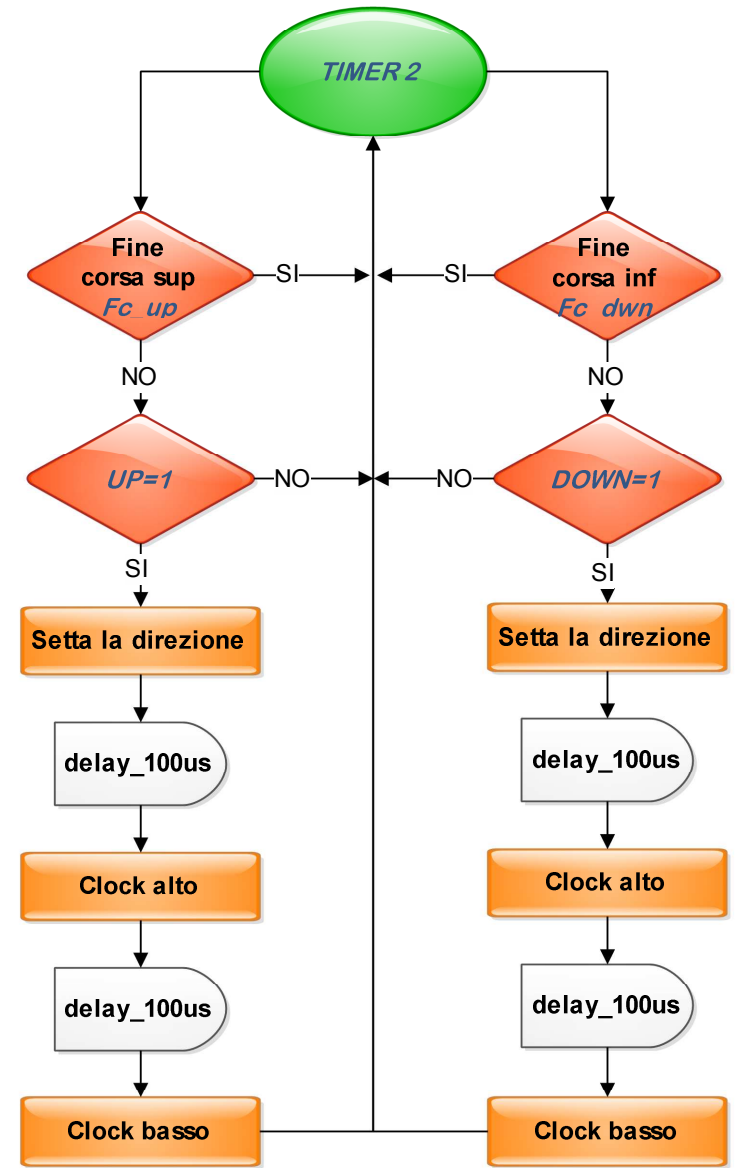 TIMER 2
Fine
corsa sup
Fc_up
SI
SI
Fine
corsa inf
Fc_dwn
NO
NO
UP=1
NO
NO
DOWN=1
SI
SI
Setta la direzione
Setta la direzione
delay_100us
delay_100us
Clock alto
Clock alto
delay_100us
delay_100us
Clock basso
Clock basso